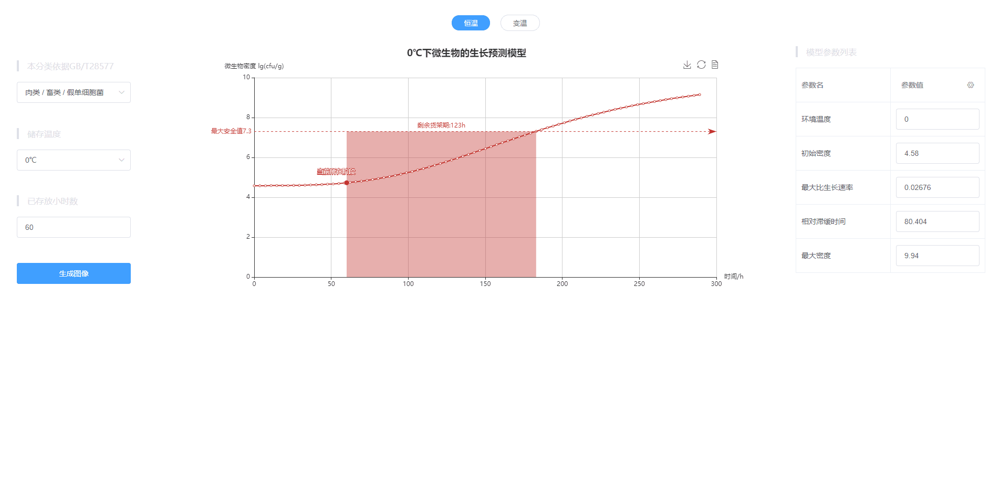 恒温
变温
本分类依据GB/T28577
肉类 / 畜类 / 假单细胞菌
储存温度
0℃
已存放小时数
60
生成图像
0℃下微生物的生长预测模型
微生物密度 lg(cfu/g)
10
8
最大安全值7.3
剩余货架期:123h
6
当前所在阶段
4
2
0
0
50
100
150
200
250
300
时间/h
模型参数列表
参数名 参数值
环境温度 0
初始密度 4.58
最大比生长速率 0.02676
相对滞缓时间 80.404
最大密度 9.94